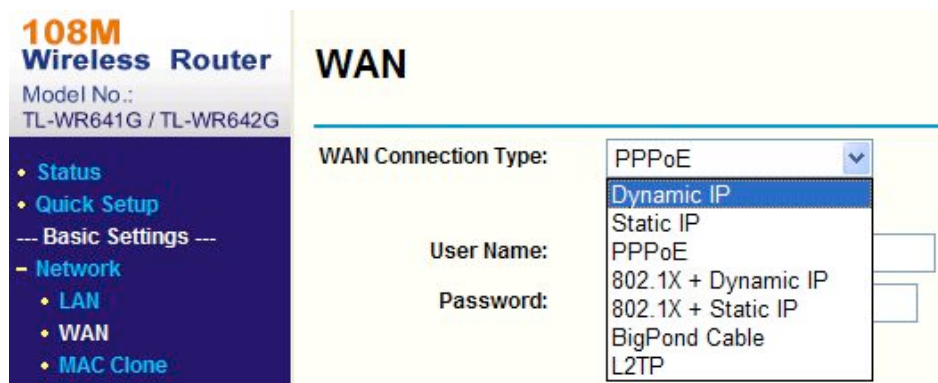 108M
Wireless Router
Model No.:
TL-WR641G / TL-WR642G
• Status
• Quick Setup
--- Basic Settings ---
– Network
• LAN
• WAN
• MAC Clone
WAN
WAN Connection Type: PPPoE
Dynamic IP
Static IP
PPPoE
802.1X + Dynamic IP
802.1X + Static IP
BigPond Cable
L2TP
User Name:
Password: